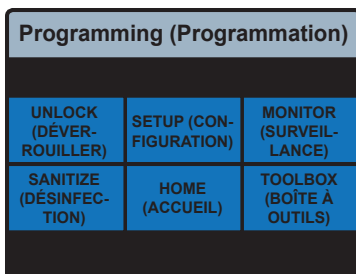 Programming (Programmation)
UNLOCK
(DÉVER-
ROUILLER)
SETUP (CON-
FIGURATION)
MONITOR
(SURVEIL-
LANCE)
SANITIZE
(DÉSINFEC-
TION)
HOME
(ACCUEIL)
TOOLBOX
(BOÎTE À
OUTILS)